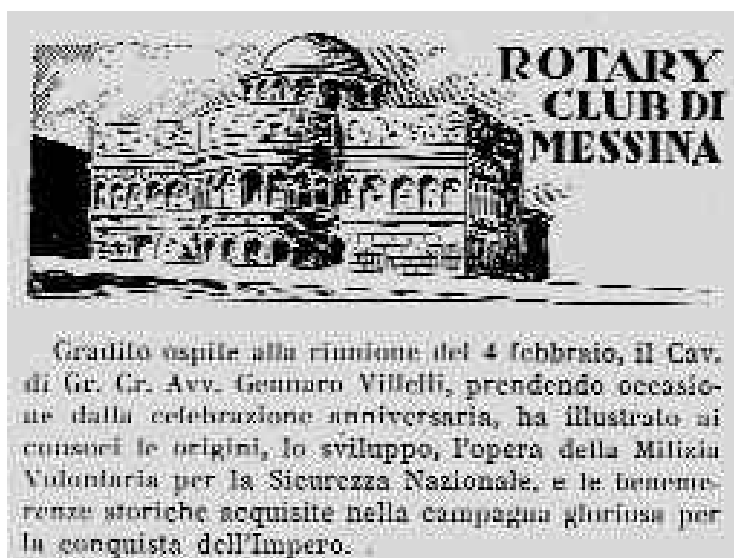 ROTARY
CLUB DI
MESSINA
Gradito ospite alla riunione del 4 febbraio, il Cav.
di Gr. Cr. Avv. Gennaro Villelli, prendendo occasio-
ne dalla celebrazione anniversaria, ha illustrato ai
consoci le origini, lo sviluppo, l'opera della Milizia
Volontaria per la Sicurezza Nazionale, e le beneme-
renze storiche acquisite nella campagna gloriosa per
la conquista dell'Impero.